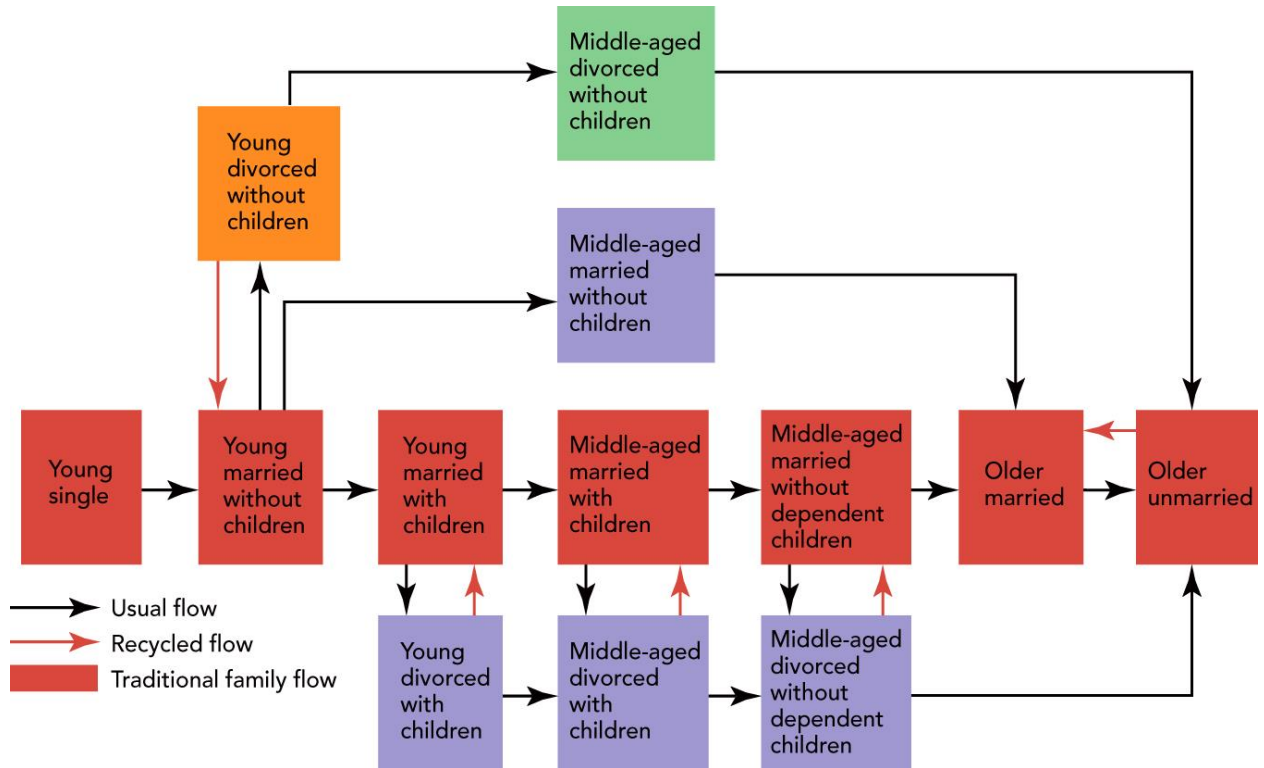 Middle-aged
divorced
without
children
Young
divorced
without
children
Middle-aged
married
without
children
Young
single
Young
married
without
children
Young
married
with
children
Middle-aged
married
with
children
Middle-aged
married
without
dependent
children
Older
married
Older
unmarried
Usual flow
Recycled flow
Traditional family flow
Young
divorced
with
children
Middle-aged
divorced
with
children
Middle-aged
divorced
without
dependent
children